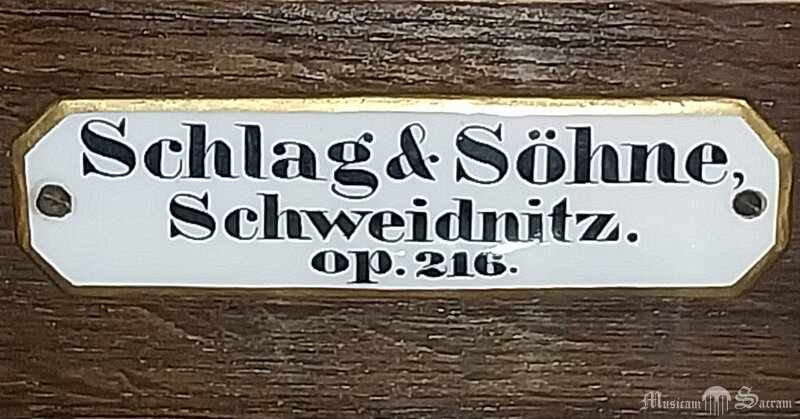 Schlag & Söhne,
Schweidnitz.
op. 216.
Musicam Sacram